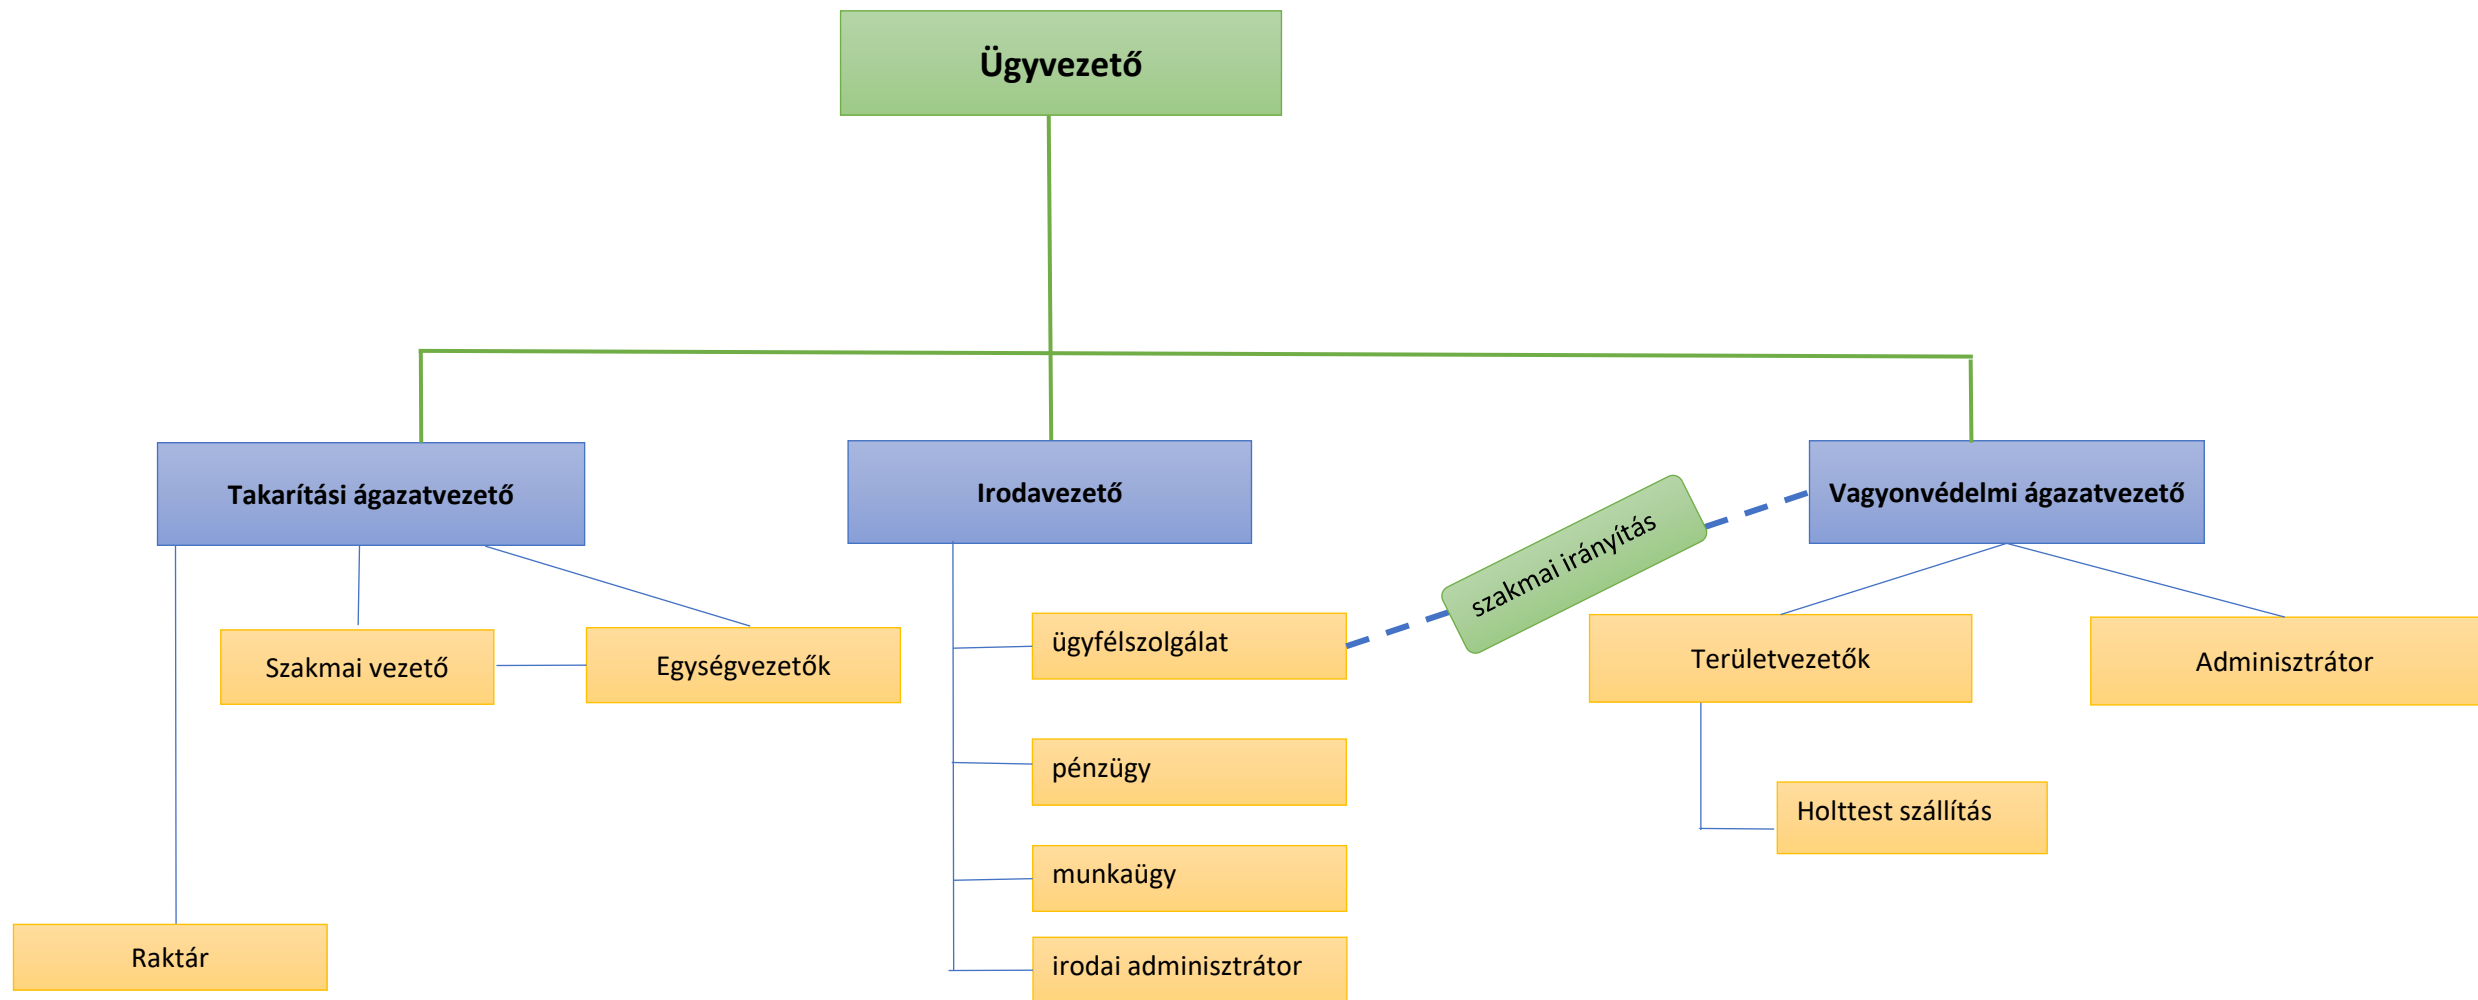 Ügyvezető
Takarítási ágazatvezető
Irodavezető
Vagyonvédelmi ágazatvezető
szakmai irányítás
Szakmai vezető
Egységvezetők
ügyfélszolgálat
Területvezetők
Adminisztrátor
pénzügy
Holttest szállítás
munkaügy
Raktár
irodai adminisztrátor